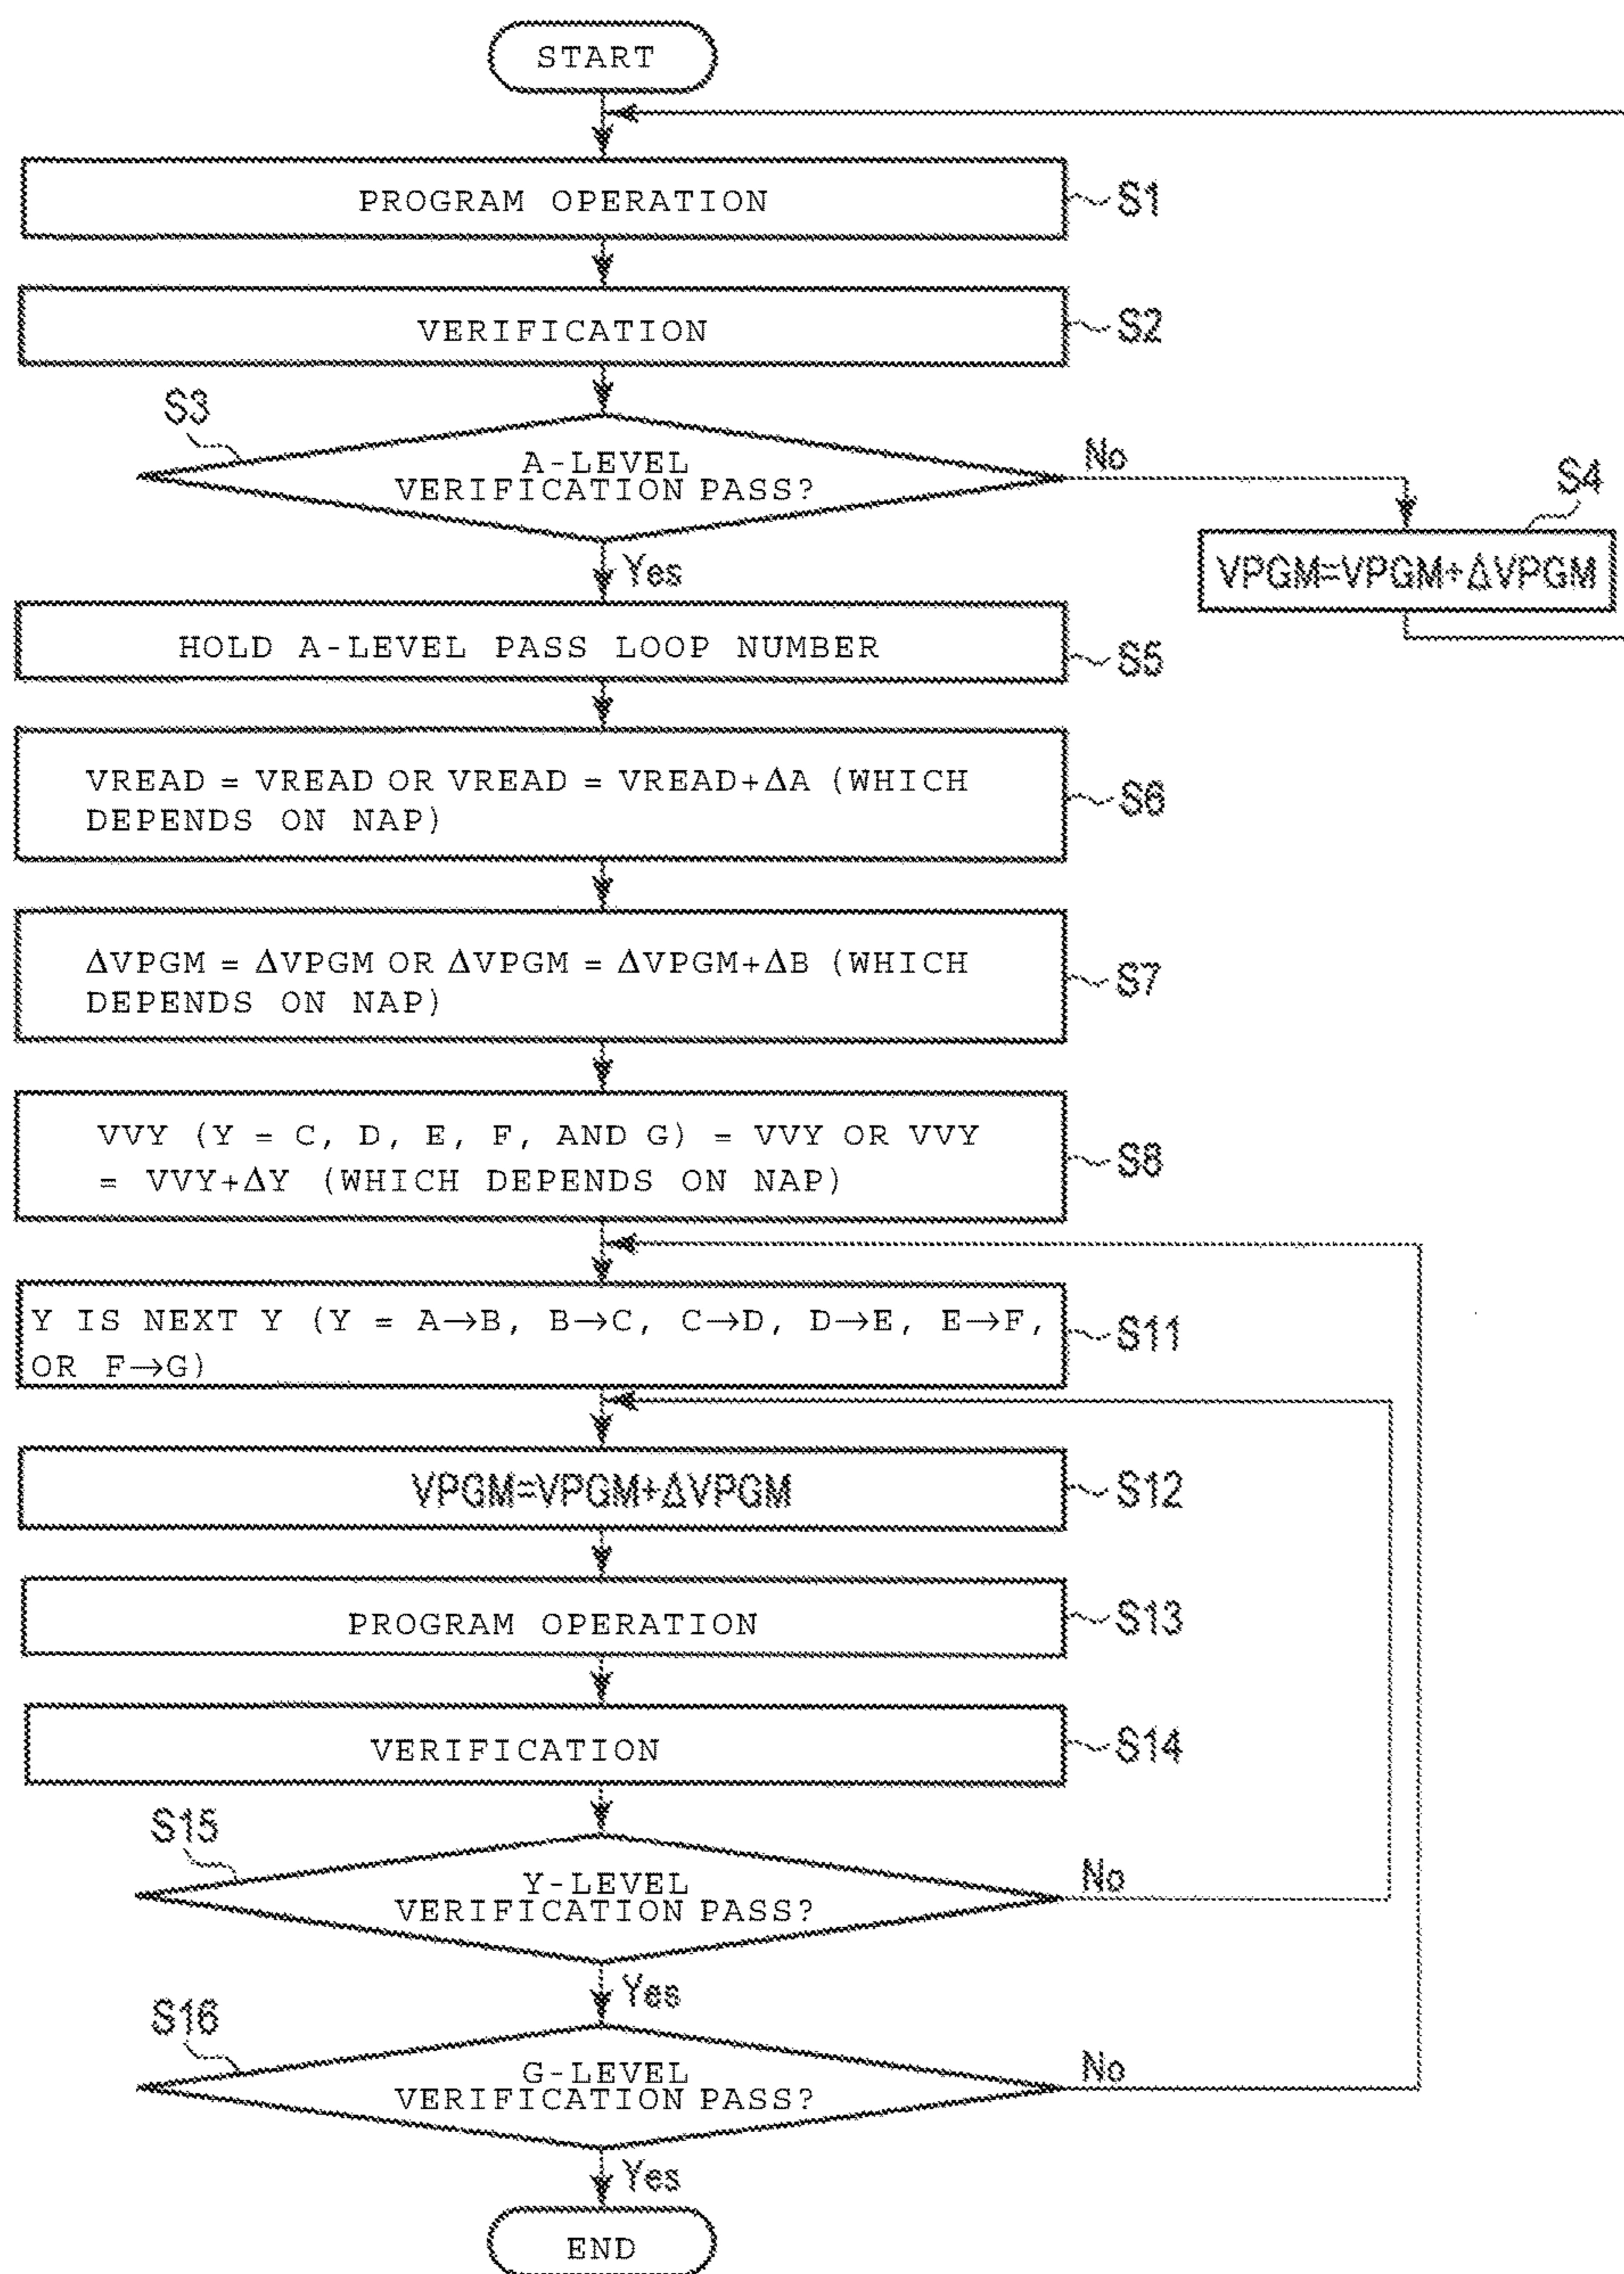 START
PROGRAM OPERATION
S1
VERIFICATION
S2
S3
A-LEVEL
VERIFICATION PASS?
No
S4
VPGM=VPGM+ΔVPGM
Yes
HOLD A-LEVEL PASS LOOP NUMBER
S5
VREAD = VREAD OR VREAD = VREAD+ΔA (WHICH
DEPENDS ON NAP)
S6
ΔVPGM = ΔVPGM OR ΔVPGM = ΔVPGM+ΔB (WHICH
DEPENDS ON NAP)
S7
VVY (Y = C, D, E, F, AND G) = VVY OR VVY
= VVY+ΔY (WHICH DEPENDS ON NAP)
S8
Y IS NEXT Y (Y = A→B, B→C, C→D, D→E, E→F,
OR F→G)
S11
VPGM=VPGM+ΔVPGM
S12
PROGRAM OPERATION
S13
VERIFICATION
S14
S15
Y-LEVEL
VERIFICATION PASS?
No
Yes
S16
G-LEVEL
VERIFICATION PASS?
No
Yes
END